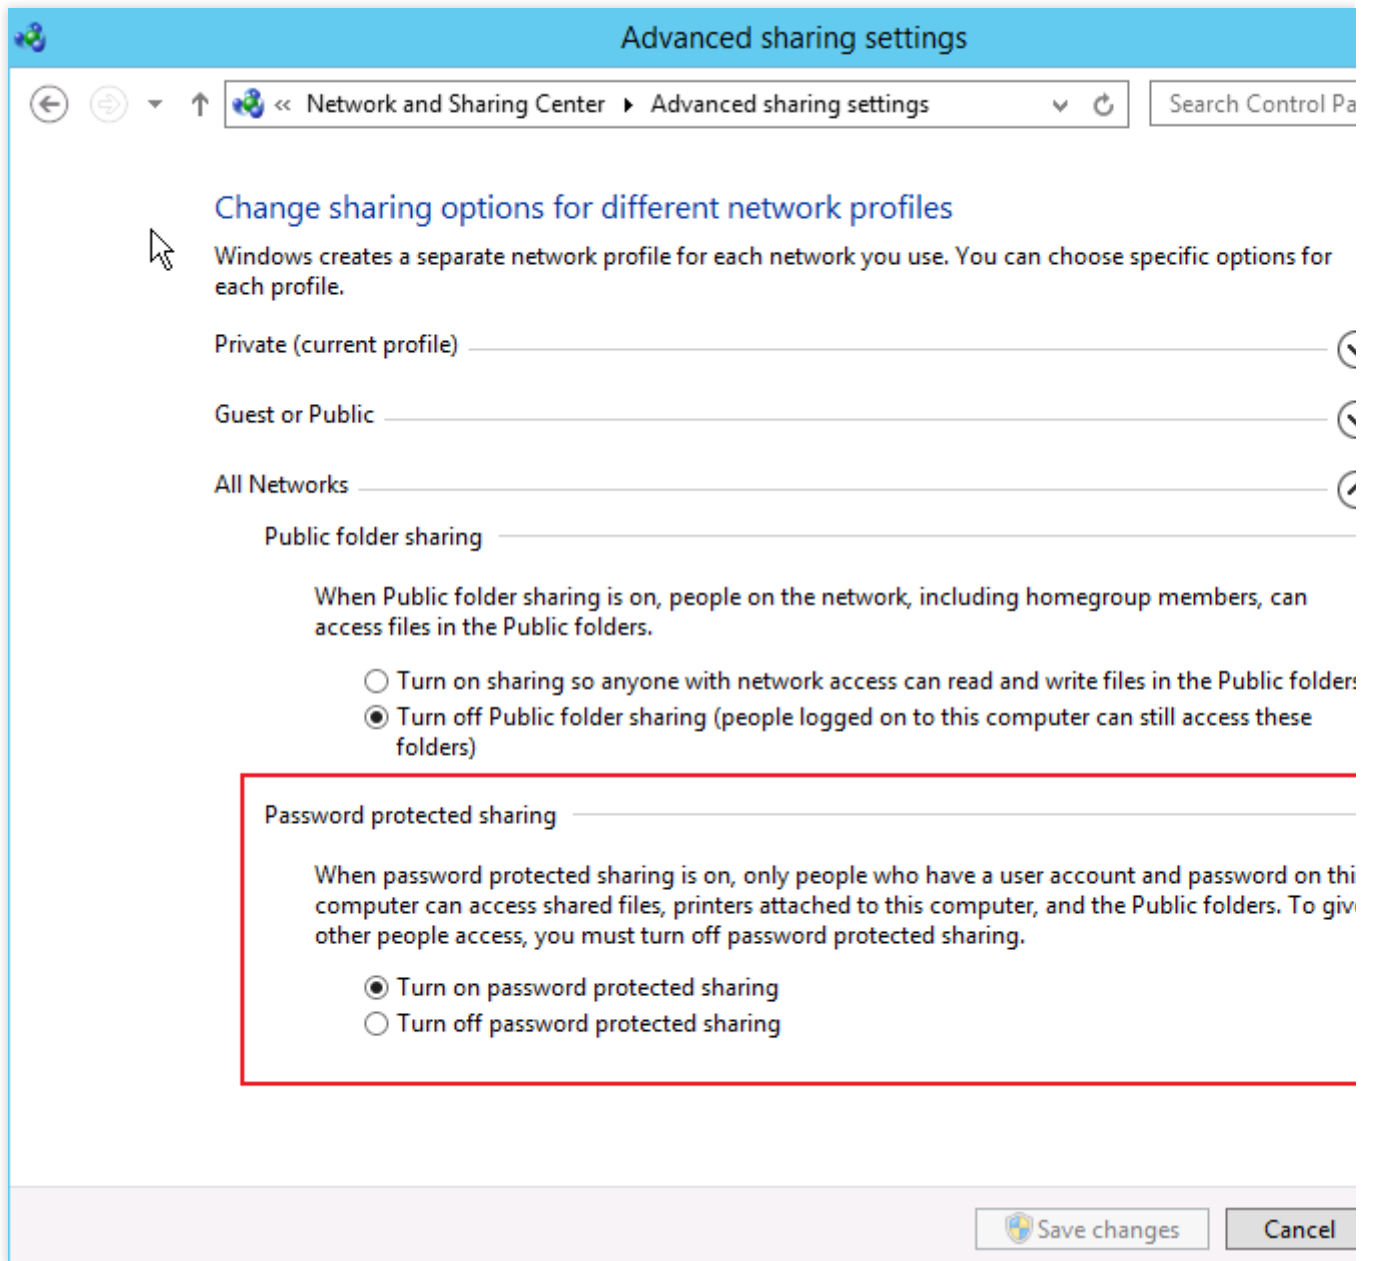 Advanced sharing settings
« Network and Sharing Center Advanced sharing settings Search Control Pa
Change sharing options for different network profiles
Windows creates a separate network profile for each network you use. You can choose specific options for
each profile.
Private (current profile)
Guest or Public
All Networks
Public folder sharing
When Public folder sharing is on, people on the network, including homegroup members, can
access files in the Public folders.
Turn on sharing so anyone with network access can read and write files in the Public folders
Turn off Public folder sharing (people logged on to this computer can still access these
folders)
Password protected sharing
When password protected sharing is on, only people who have a user account and password on thi
computer can access shared files, printers attached to this computer, and the Public folders. To giv
other people access, you must turn off password protected sharing.
Turn on password protected sharing
Turn off password protected sharing
Save changes Cancel